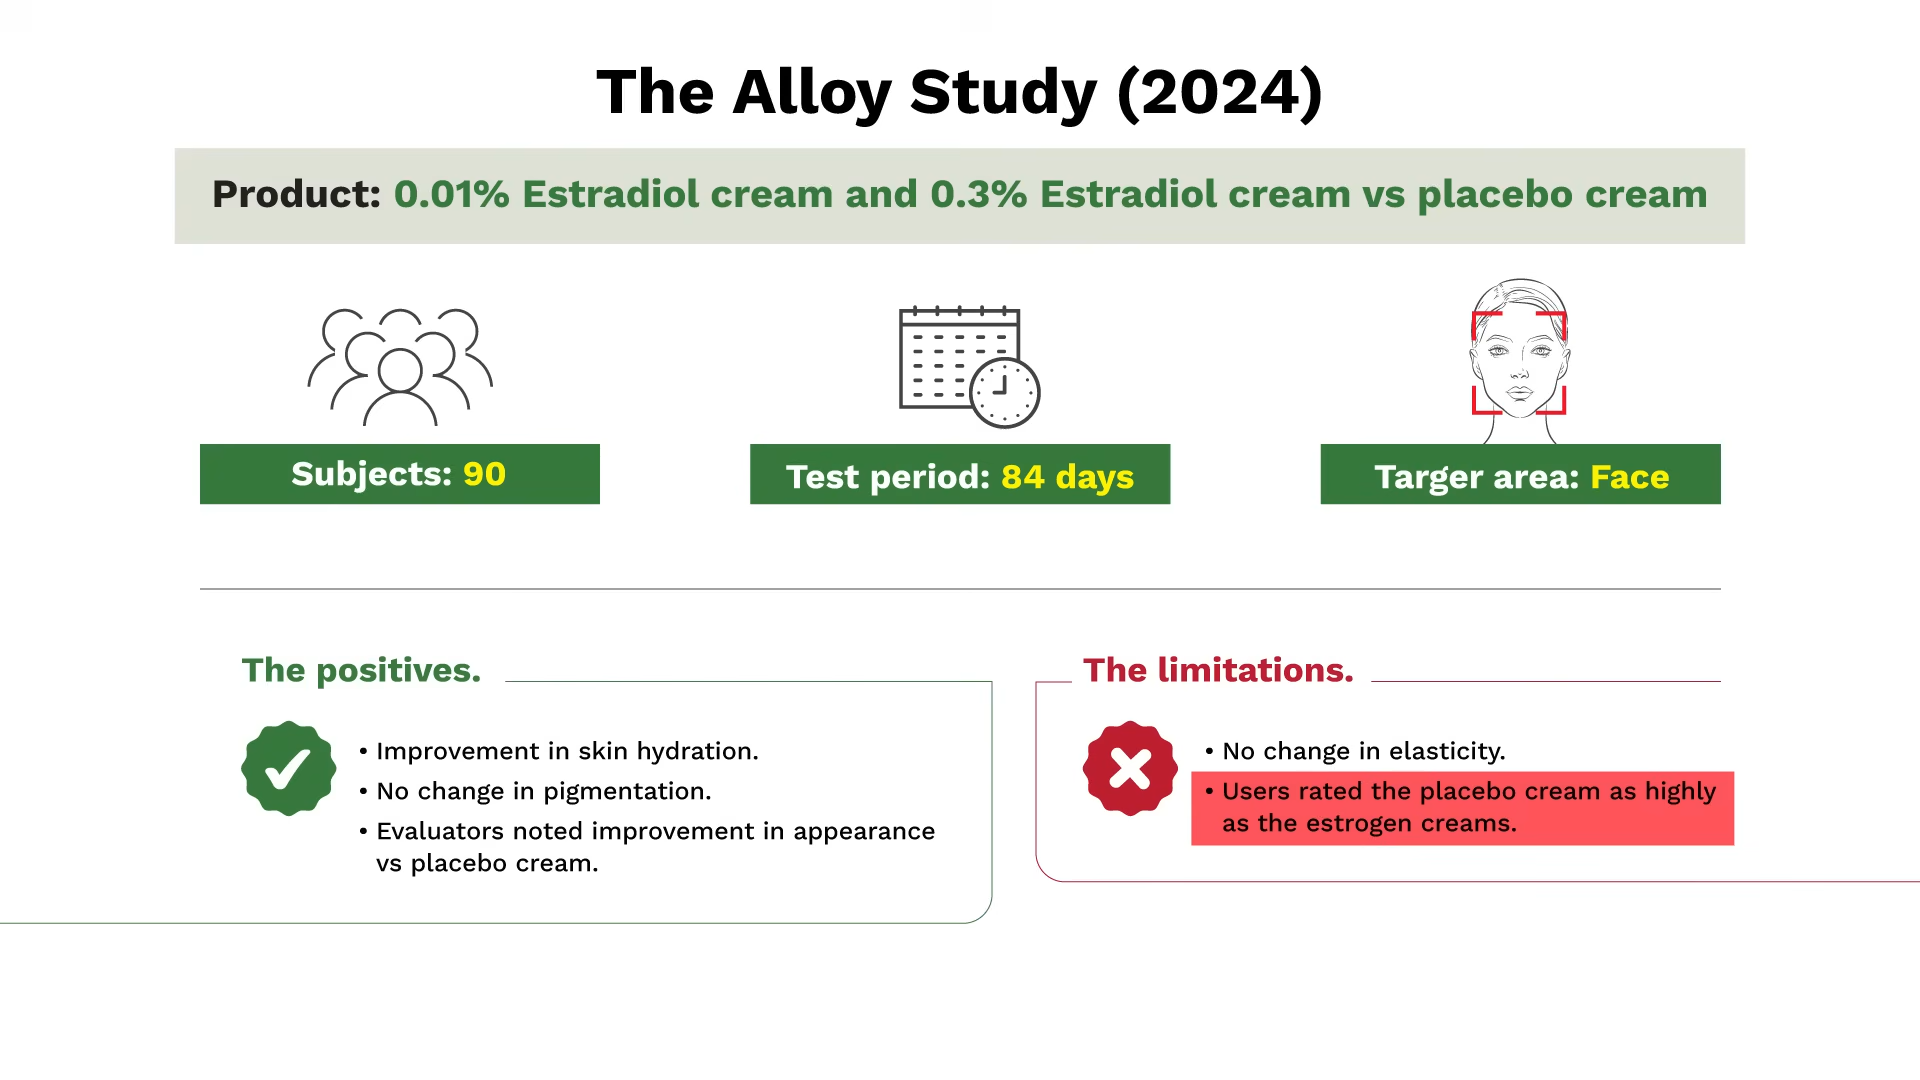 The Alloy Study (2024)
Product: 0.01% Estradiol cream and 0.3% Estradiol cream vs placebo cream
Subjects: 90
Test period: 84 days
Targer area: Face
The positives.
• Improvement in skin hydration.
• No change in pigmentation.
• Evaluators noted improvement in appearance
vs placebo cream.
The limitations.
• No change in elasticity.
• Users rated the placebo cream as highly
as the estrogen creams.